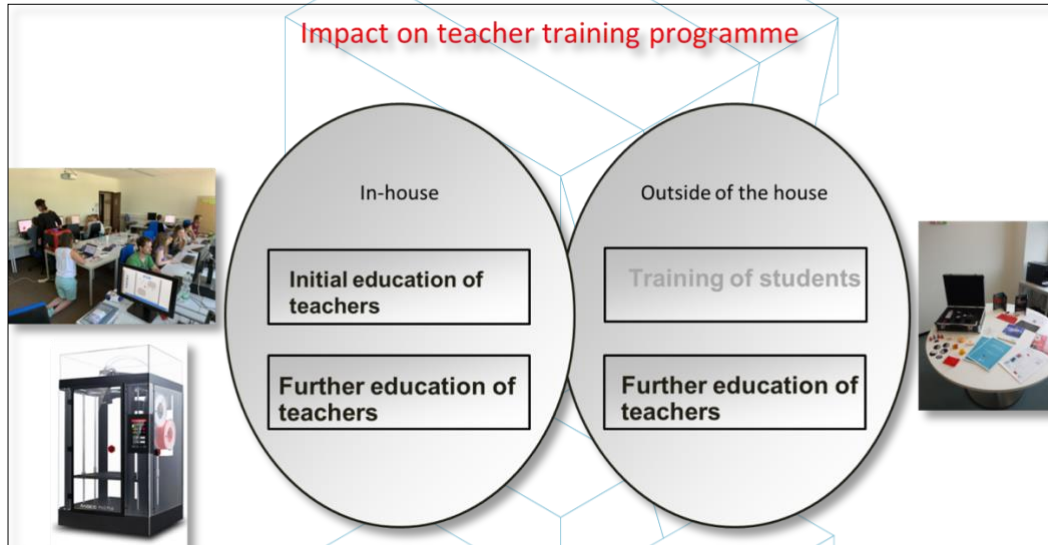 Impact on teacher training programme
In-house
Initial education of
teachers
Further education of
teachers
Outside of the house
Training of students
Further education of
teachers